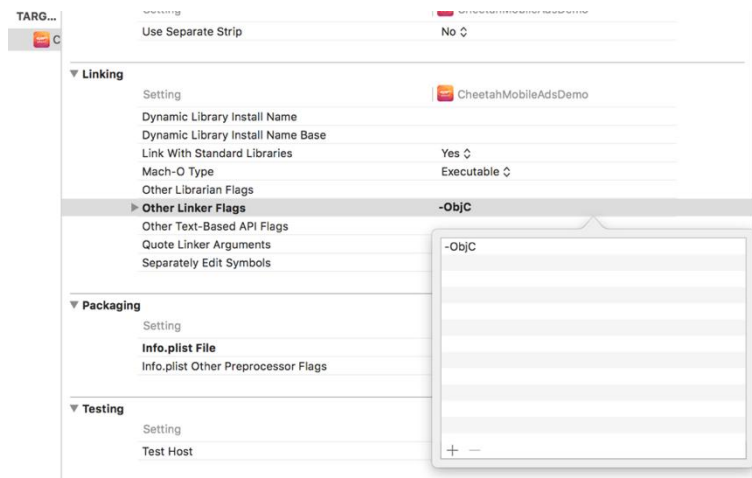 TARG...
Setting CheetahMobileAdsDemo
C
Use Separate Strip No
Linking
Setting CheetahMobileAdsDemo
Dynamic Library Install Name
Dynamic Library Install Name Base
Link With Standard Libraries Yes
Mach-O Type Executable
Other Librarian Flags
Other Linker Flags -ObjC
Other Text-Based API Flags
Quote Linker Arguments
-ObjC
Separately Edit Symbols
Packaging
Setting
Info.plist File
Info.plist Other Preprocessor Flags
Testing
Setting
Test Host